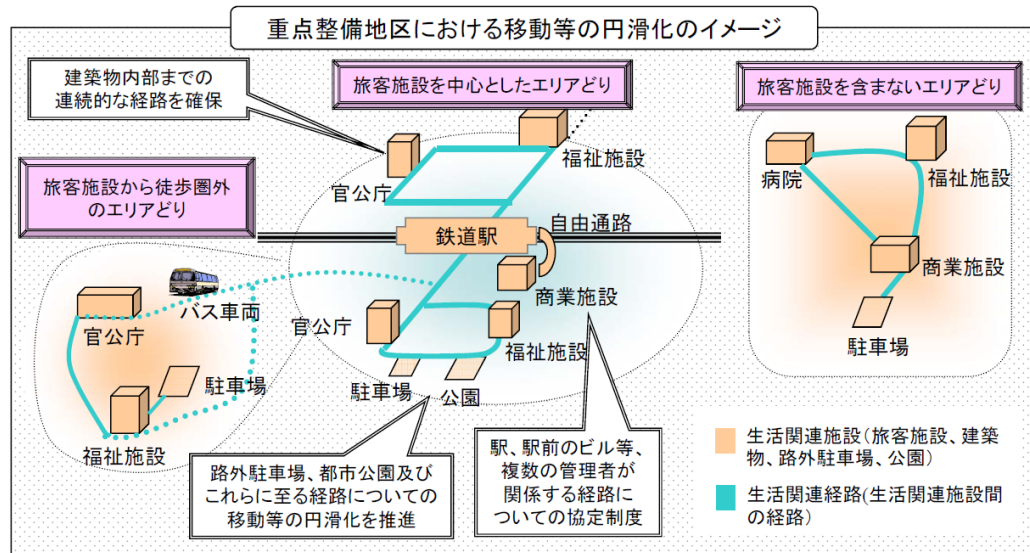 重点整備地区における移動等の円滑化のイメージ
建築物内部までの
連続的な経路を確保
旅客施設を中心としたエリアどり
旅客施設を含まないエリアどり
旅客施設から徒歩圏外
のエリアどり
官公庁
福祉施設
自由通路
鉄道駅
商業施設
官公庁
福祉施設
駐車場
公園
バス車両
官公庁
駐車場
福祉施設
病院
福祉施設
商業施設
駐車場
路外駐車場、都市公園及び
これらに至る経路についての
移動等の円滑化を推進
駅、駅前のビル等、
複数の管理者が
関係する経路に
ついての協定制度
生活関連施設(旅客施設、建築
物、路外駐車場、公園)
生活関連経路(生活関連施設間
の経路)